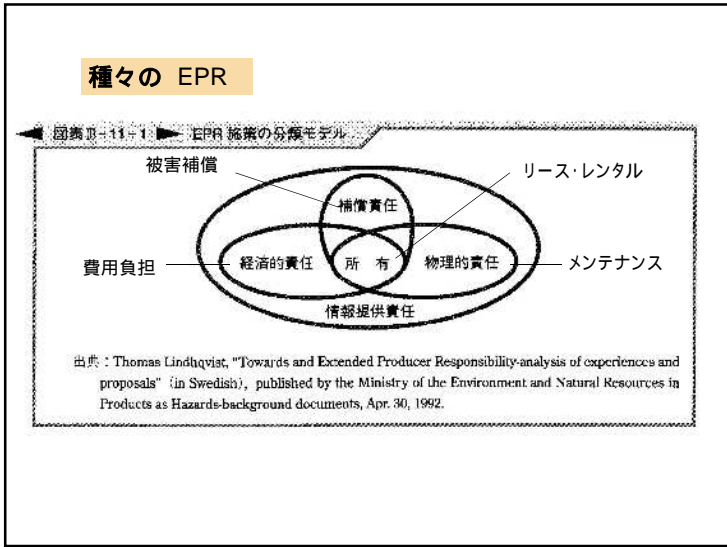 種々の EPR
図表Ⅲ-11-1 EPR 施策の分類モデル
被害補償
リース・レンタル
補償責任
費用負担
経済的責任
所 有
物理的責任
メンテナンス
情報提供責任
出典：Thomas Lindhqvist, "Towards and Extended Producer Responsibility-analysis of experiences and
proposals" (in Swedish), published by the Ministry of the Environment and Natural Resources in
Products as Hazards-background documents, Apr. 30, 1992.